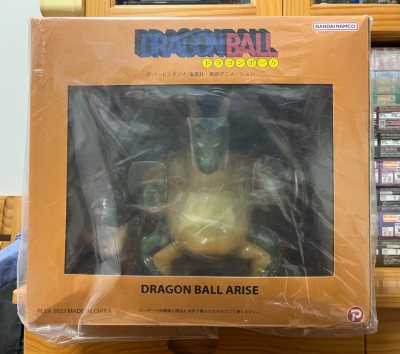 BANDAI NAMCO
DRAGON BALL
ドラゴンボール
©バードスタジオ/集英社・東映アニメーション
DRAGON BALL ARISE
PLEX 2022 MADE IN CHINA